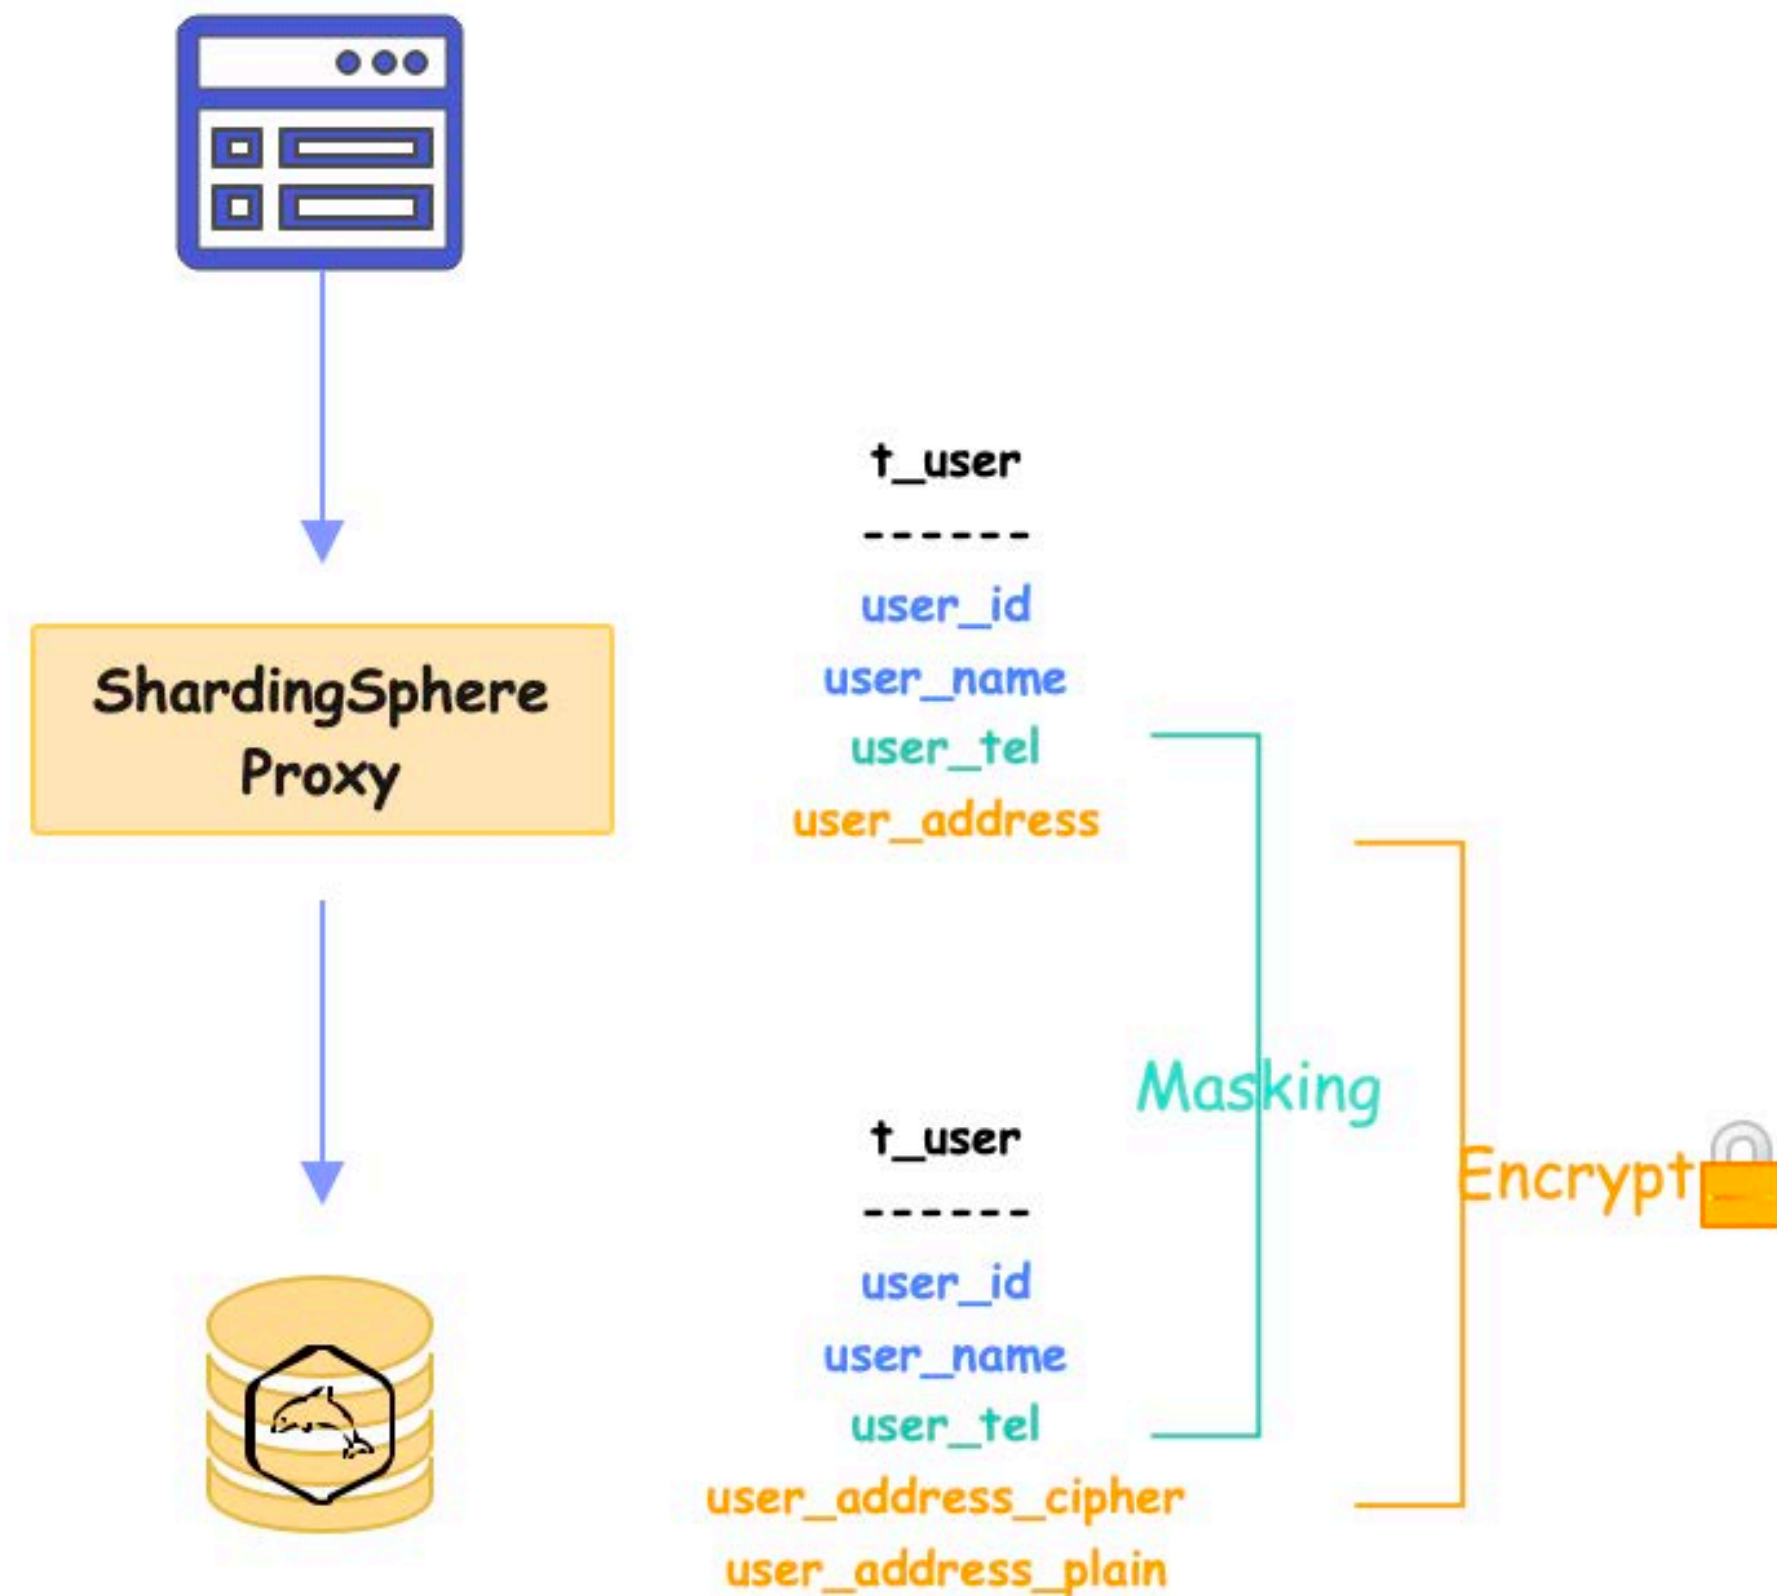 ShardingSphere
Proxy
t_user
------
user_id
user_name
user_tel
user_address
Masking
Encrypt
t_user
------
user_id
user_name
user_tel
user_address_cipher
user_address_plain